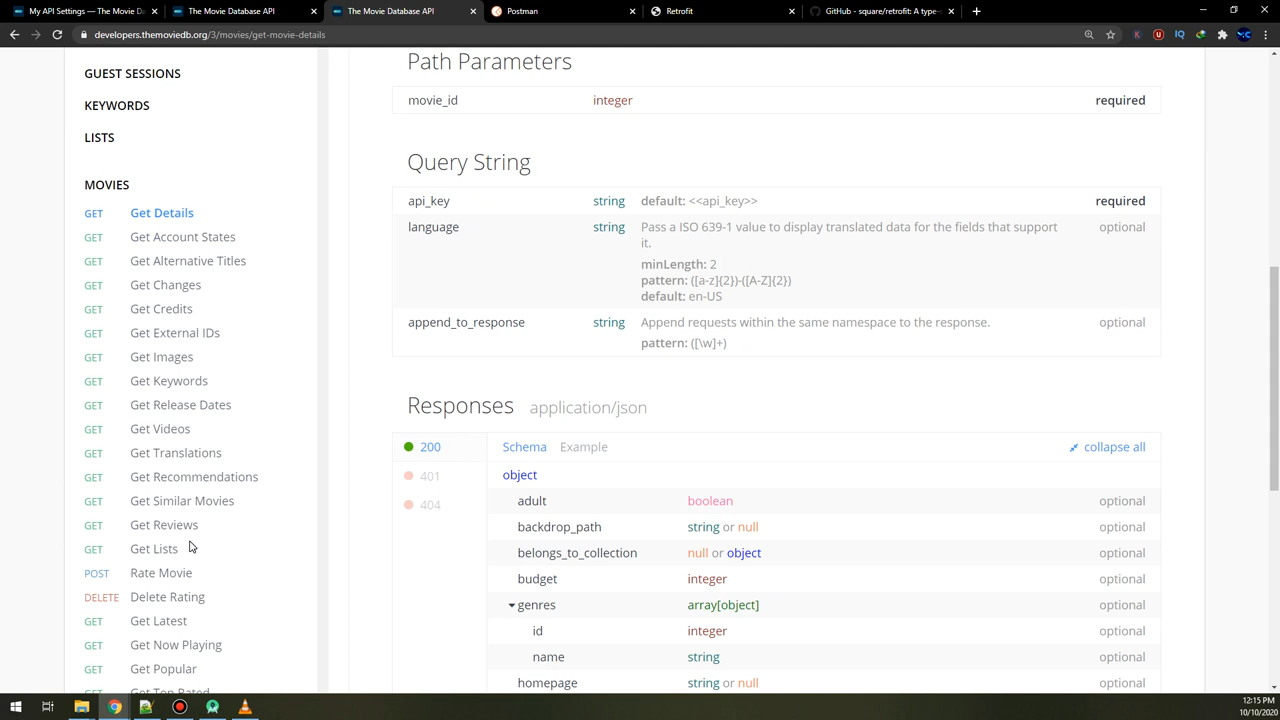 My API Settings — The Movie D
The Movie Database API
The Movie Database API
Postman
Retrofit
GitHub - square/retrofit: A type-s
developers.themoviedb.org/3/movies/get-movie-details
GUEST SESSIONS
KEYWORDS
LISTS
MOVIES
GET Get Details
GET Get Account States
GET Get Alternative Titles
GET Get Changes
GET Get Credits
GET Get External IDs
GET Get Images
GET Get Keywords
GET Get Release Dates
GET Get Videos
GET Get Translations
GET Get Recommendations
GET Get Similar Movies
GET Get Reviews
GET Get Lists
POST Rate Movie
DELETE Delete Rating
GET Get Latest
GET Get Now Playing
GET Get Popular
GET Get Top Rated
Path Parameters
movie_id integer required
Query String
api_key string default: <<api_key>> required
language string Pass a ISO 639-1 value to display translated data for the fields that support optional
it.
minLength: 2
pattern: ([a-z]{2})-([A-Z]{2})
default: en-US
append_to_response string Append requests within the same namespace to the response. optional
pattern: ([\w]+)
Responses application/json
200
401
404
Schema Example collapse all
object
adult boolean optional
backdrop_path string or null optional
belongs_to_collection null or object optional
budget integer optional
genres array[object] optional
id integer optional
name string optional
homepage string or null optional
12:15 PM
10/10/2020